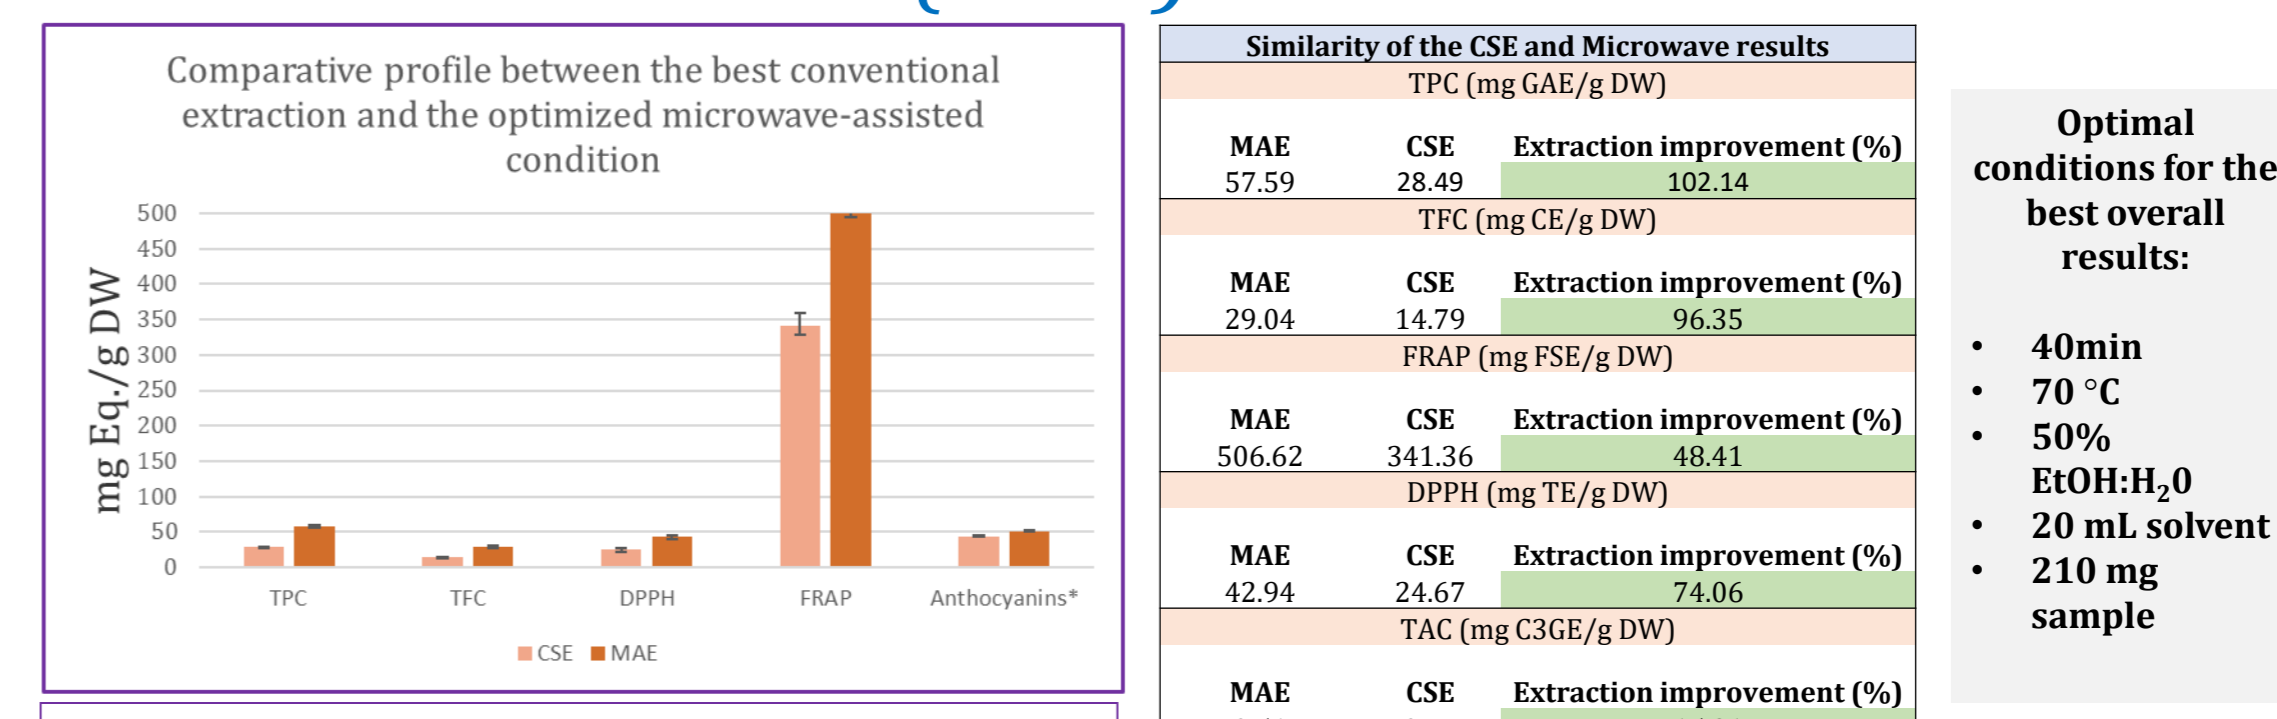 Comparative profile between the best conventional
extraction and the optimized microwave-assisted
condition
mg Eq./g DW
500
450
400
350
300
250
200
150
100
50
0
TPC TFC DPPH FRAP Anthocyanins*
CSE MAE
Similarity of the CSE and Microwave results
TPC (mg GAE/g DW)
MAE CSE Extraction improvement (%)
57.59 28.49 102.14
TFC (mg CE/g DW)
MAE CSE Extraction improvement (%)
29.04 14.79 96.35
FRAP (mg FSE/g DW)
MAE CSE Extraction improvement (%)
506.62 341.36 48.41
DPPH (mg TE/g DW)
MAE CSE Extraction improvement (%)
42.94 24.67 74.06
TAC (mg C3GE/g DW)
MAE CSE Extraction improvement (%)
Optimal
conditions for the
best overall
results:
• 40min
• 70 °C
• 50%
EtOH:H₂0
• 20 mL solvent
• 210 mg
sample